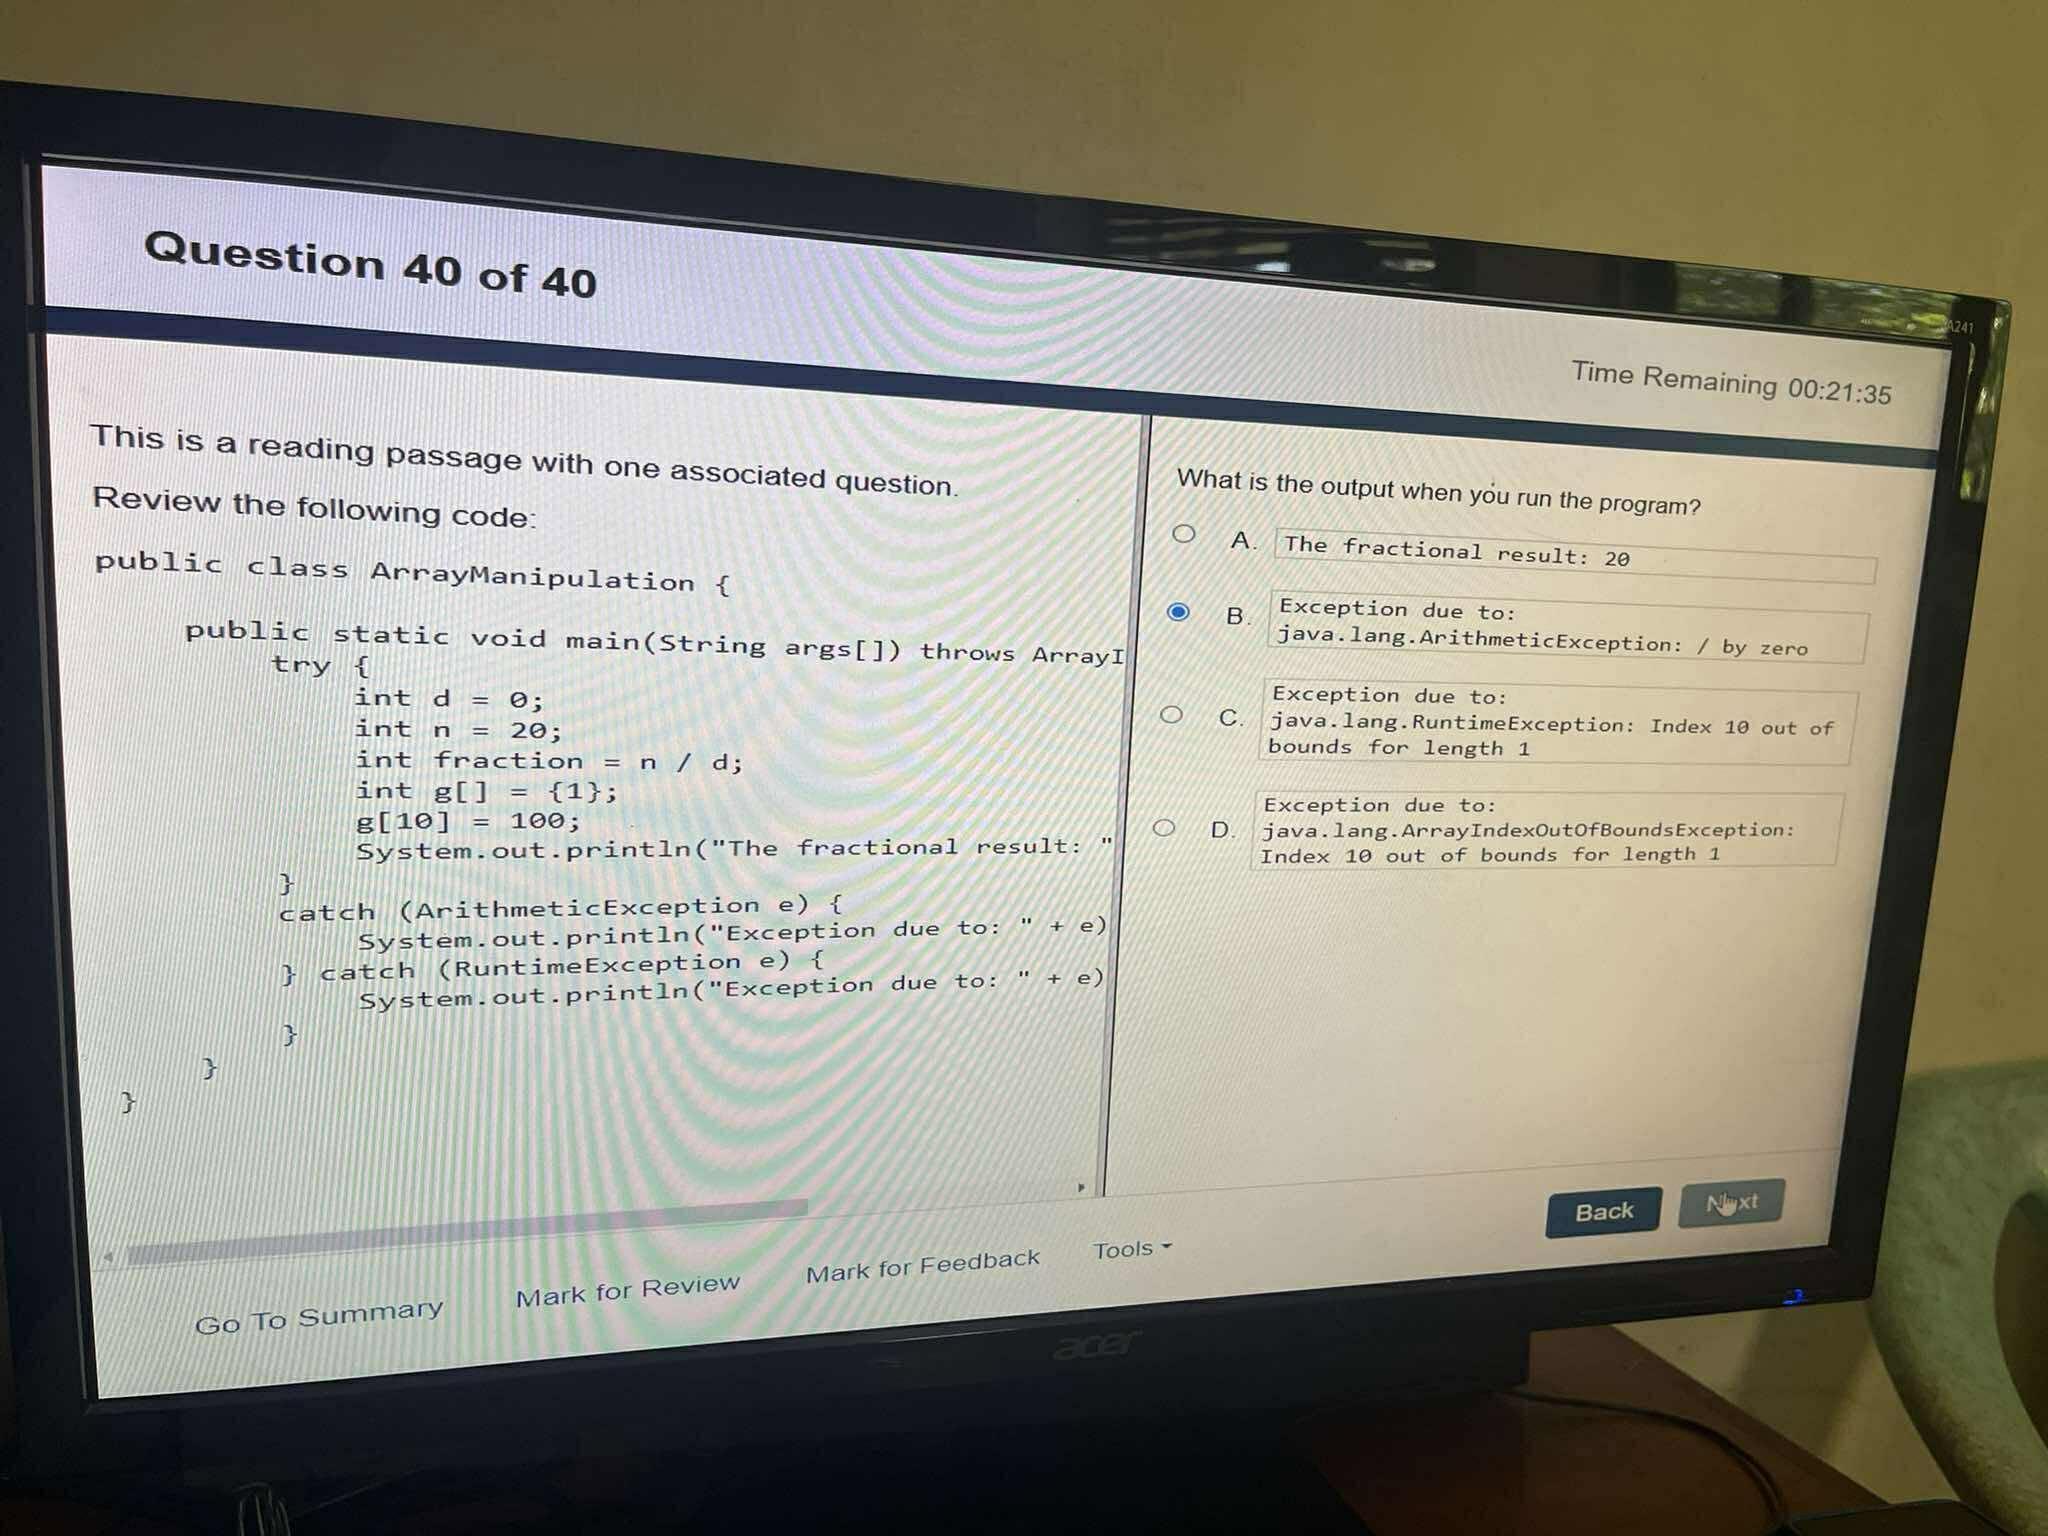 Question 40 of 40
Time Remaining 00:21:35
This is a reading passage with one associated question.
Review the following code:
public class ArrayManipulation {
public static void main(String args[]) throws ArrayI
try {
int d = 0;
int n = 20;
int fraction = n / d;
int g[] = {1};
g[10] = 100;
System.out.println("The fractional result: "
}
catch (ArithmeticException e) {
System.out.println("Exception due to: " + e)
} catch (RuntimeException e) {
System.out.println("Exception due to: " + e)
}
}
}
What is the output when you run the program?
A. The fractional result: 20
B. Exception due to:
java.lang.ArithmeticException: / by zero
C. Exception due to:
java.lang.RuntimeException: Index 10 out of
bounds for length 1
D. Exception due to:
java.lang.ArrayIndexOutOfBoundsException:
Index 10 out of bounds for length 1
Back
Next
Go To Summary
Mark for Review
Mark for Feedback
Tools
acer